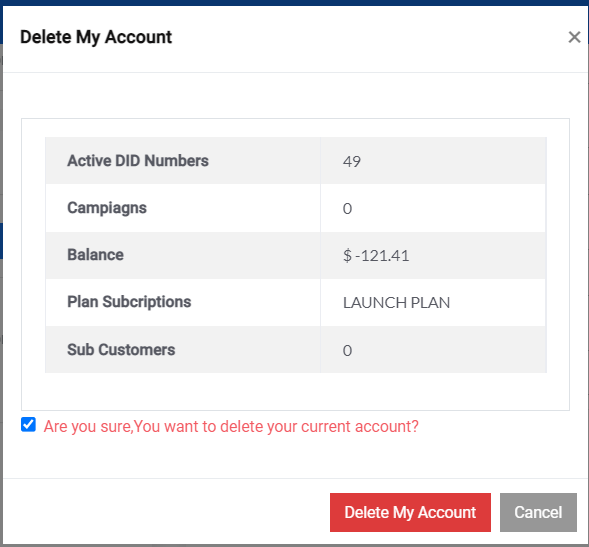 Delete My Account
×
Active DID Numbers 49
Campiagns 0
Balance $ -121.41
Plan Subcriptions LAUNCH PLAN
Sub Customers 0
Are you sure,You want to delete your current account?
Delete My Account Cancel